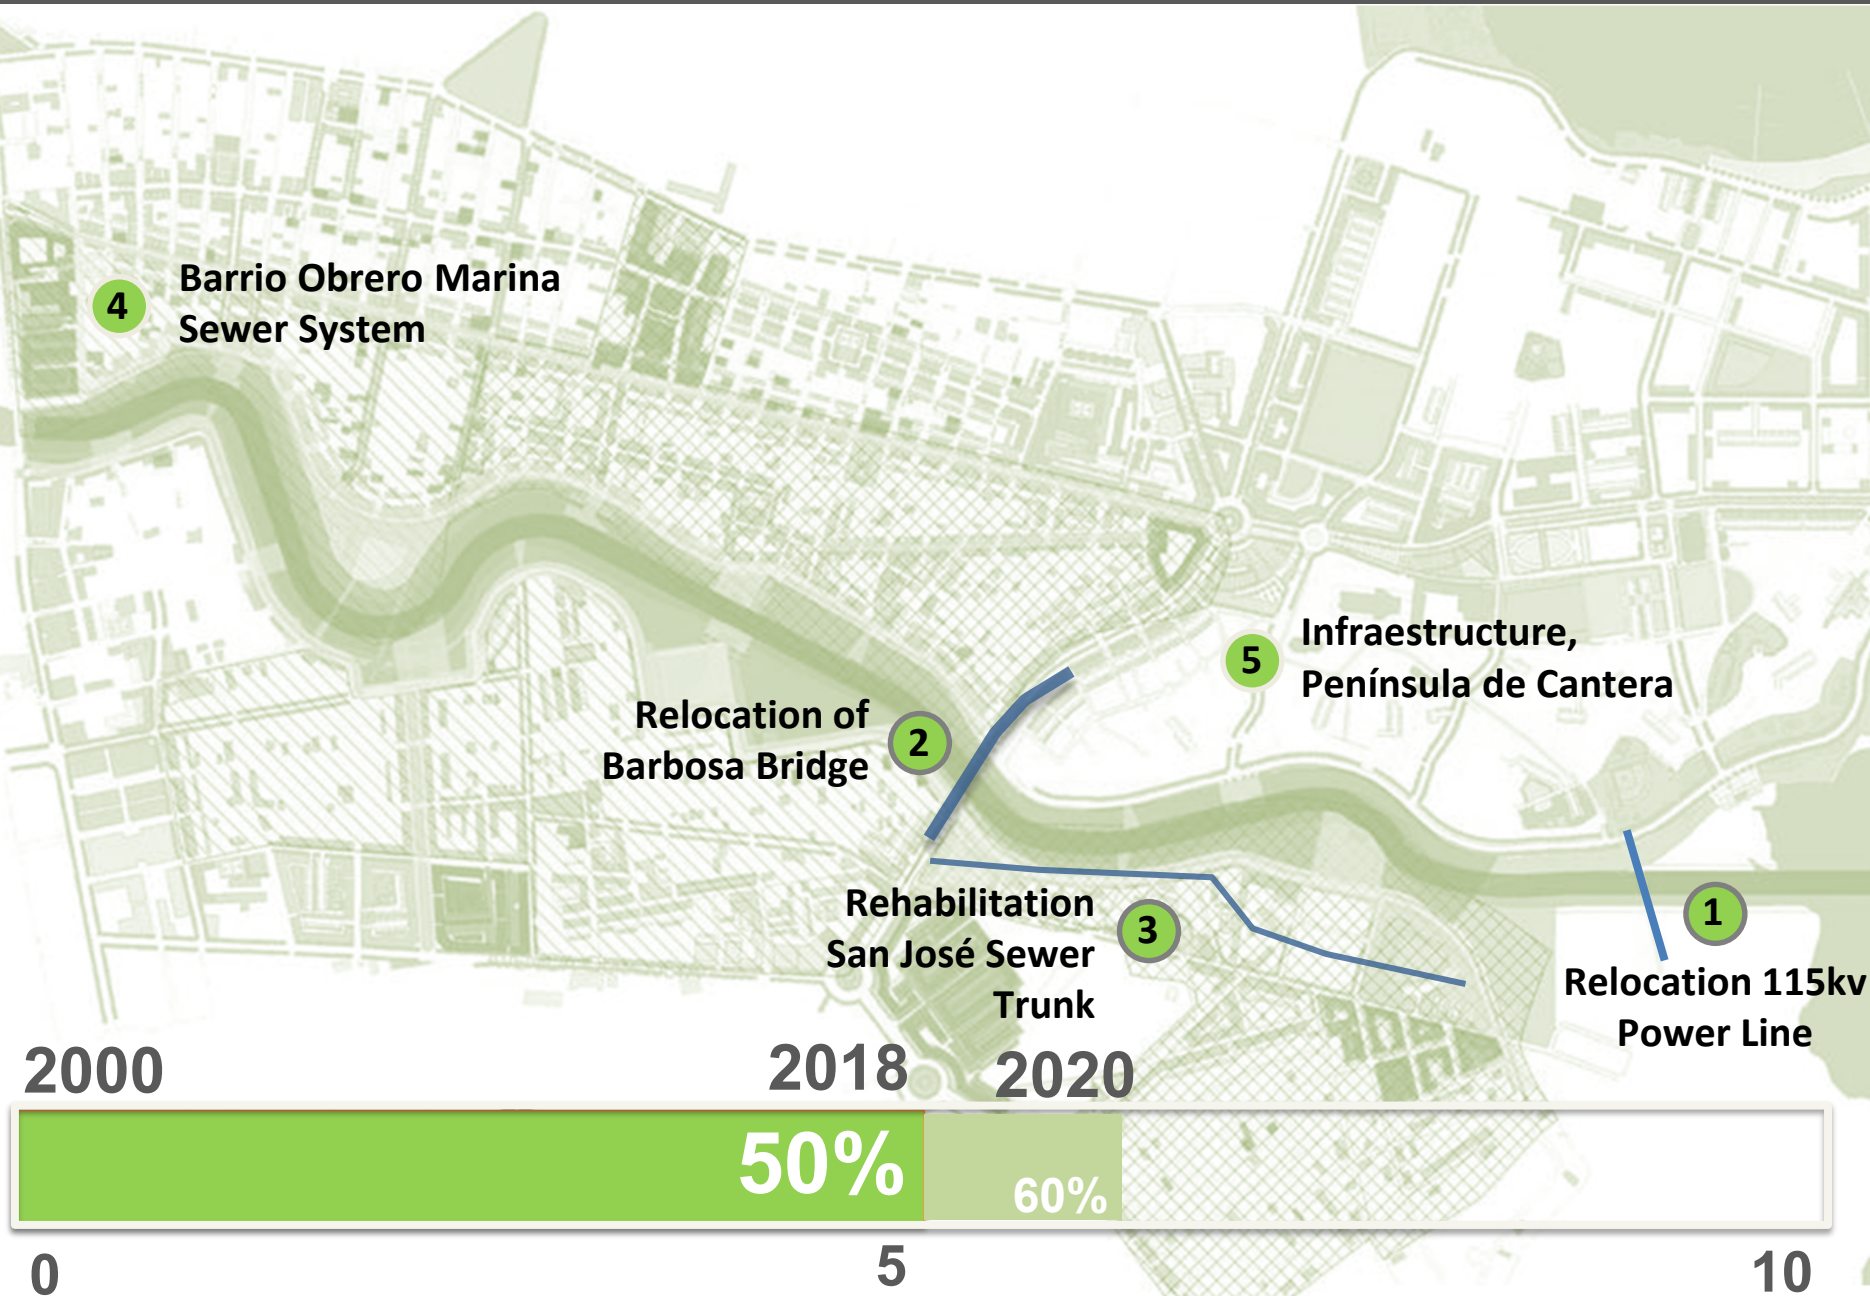 4
Barrio Obrero Marina
Sewer System
5
Infraestructure,
Península de Cantera
Relocation of
Barbosa Bridge
2
Rehabilitation
San José Sewer
Trunk
3
1
Relocation 115kv
Power Line
2000
2018
2020
50%
60%
0
5
10